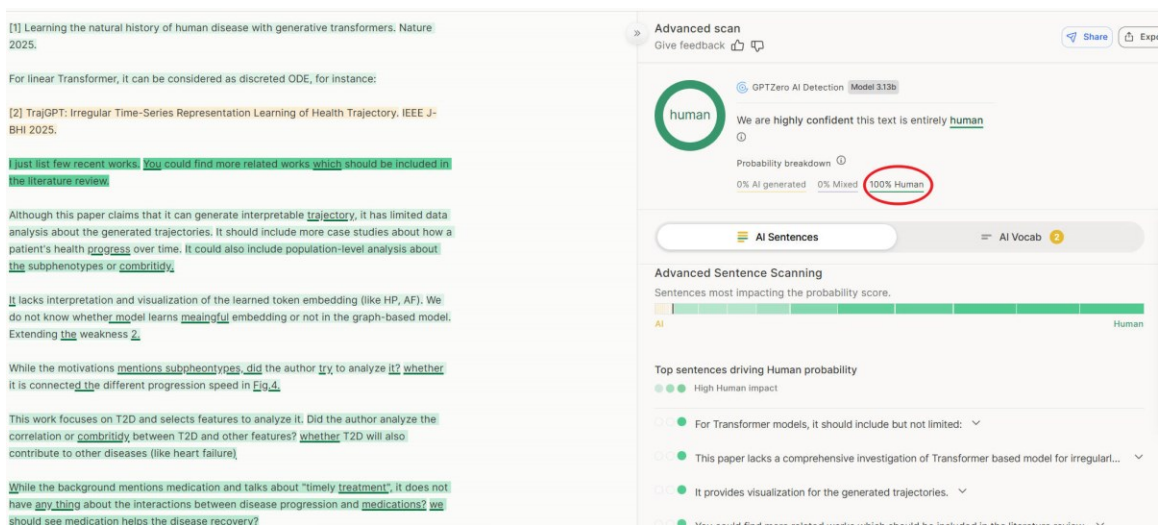 [1] Learning the natural history of human disease with generative transformers. Nature
2025.
For linear Transformer, it can be considered as discreted ODE, for instance:
[2] TrajGPT: Irregular Time-Series Representation Learning of Health Trajectory. IEEE J-
BHI 2025.
I just list few recent works. You could find more related works which should be included in
the literature review.
Although this paper claims that it can generate interpretable trajectory, it has limited data
analysis about the generated trajectories. It should include more case studies about how a
patient's health progress over time. It could also include population-level analysis about
the subphenotypes or combritidy.
It lacks interpretation and visualization of the learned token embedding (like HP, AF). We
do not know whether model learns meaingful embedding or not in the graph-based model.
Extending the weakness 2.
While the motivations mentions subpheontypes, did the author try to analyze it? whether
it is connected the different progression speed in Fig.4.
This work focuses on T2D and selects features to analyze it. Did the author analyze the
correlation or combritidy between T2D and other features? whether T2D will also
contribute to other diseases (like heart failure)
While the background mentions medication and talks about "timely treatment", it does not
have any thing about the interactions between disease progression and medications? we
should see medication helps the disease recovery?
Advanced scan
Give feedback
Share
Expo
GPTZero AI Detection Model 3.13b
human
We are highly confident this text is entirely human
Probability breakdown
0% AI generated 0% Mixed 100% Human
AI Sentences
AI Vocab 2
Advanced Sentence Scanning
Sentences most impacting the probability score.
AI
Human
Top sentences driving Human probability
High Human impact
For Transformer models, it should include but not limited:
This paper lacks a comprehensive investigation of Transformer based model for irregularl...
It provides visualization for the generated trajectories.
You could find more related works which should be included in the literature review.